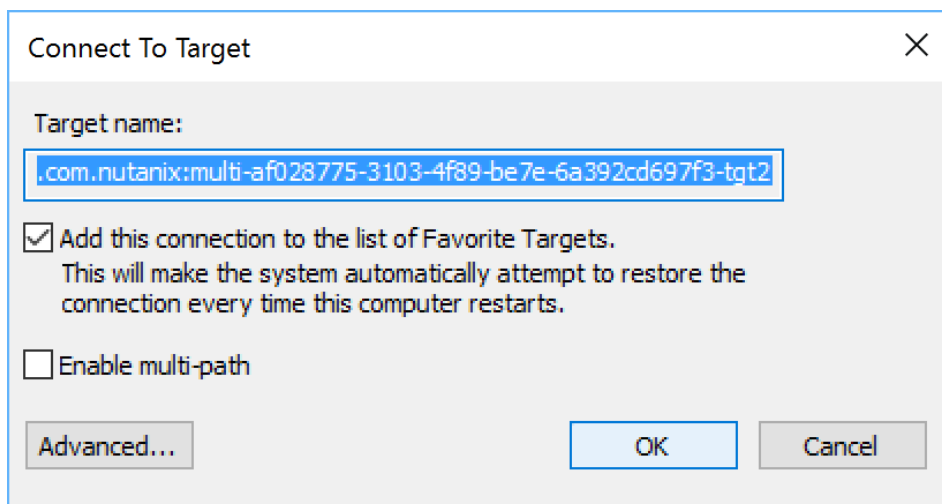 Connect To Target
Target name:
.com.nutanix:multi-af028775-3103-4f89-be7e-6a392cd697f3-tgt2
Add this connection to the list of Favorite Targets.
This will make the system automatically attempt to restore the
connection every time this computer restarts.
Enable multi-path
Advanced... OK Cancel